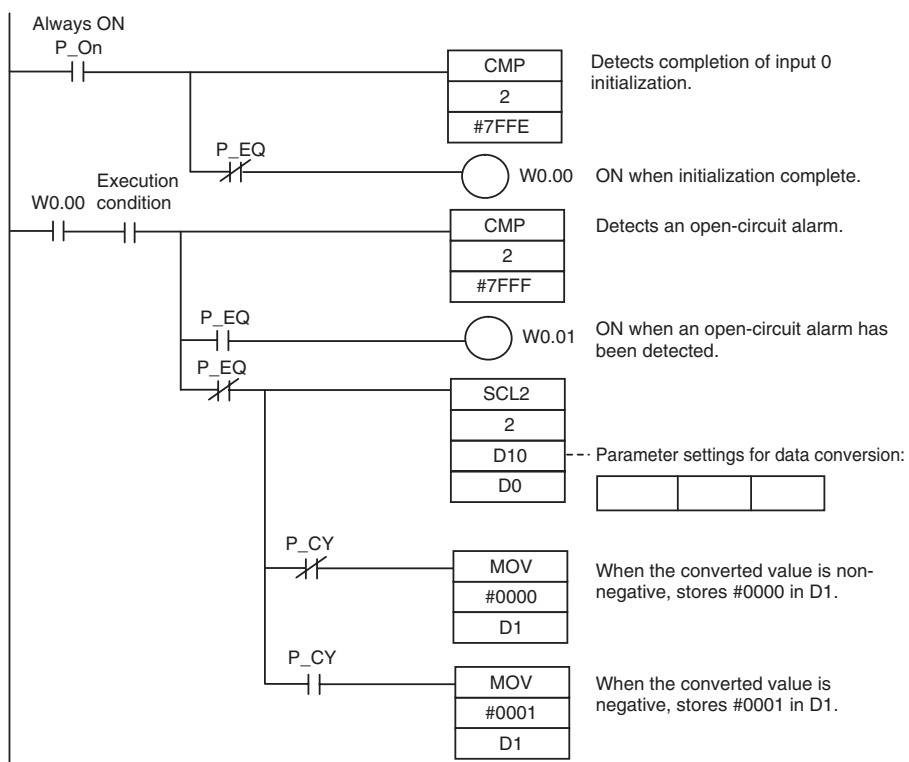 Always ON
P_On
CMP
2
#7FFE
Detects completion of input 0
initialization.
P_EQ
W0.00
ON when initialization complete.
W0.00
Execution
condition
CMP
2
#7FFF
Detects an open-circuit alarm.
P_EQ
W0.01
ON when an open-circuit alarm has
been detected.
P_EQ
SCL2
2
D10
D0
Parameter settings for data conversion:
P_CY
MOV
#0000
D1
When the converted value is non-
negative, stores #0000 in D1.
P_CY
MOV
#0001
D1
When the converted value is
negative, stores #0001 in D1.